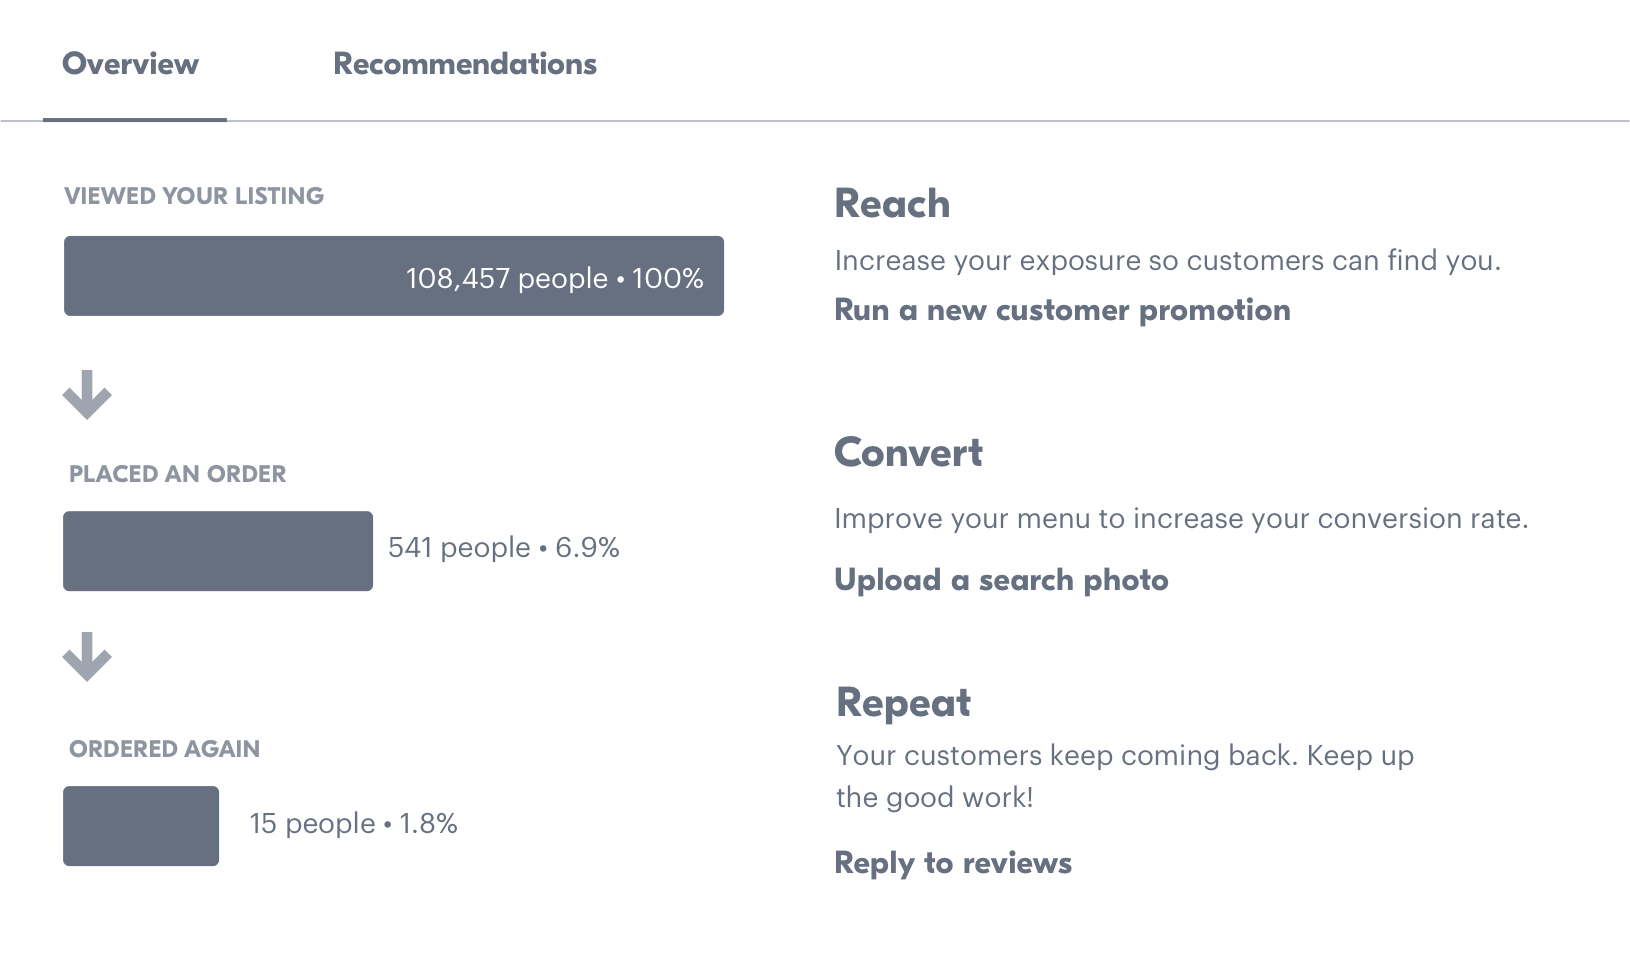 Overview
Recommendations
VIEWED YOUR LISTING
108,457 people • 100%
PLACED AN ORDER
541 people • 6.9%
ORDERED AGAIN
15 people • 1.8%
Reach
Increase your exposure so customers can find you.
Run a new customer promotion
Convert
Improve your menu to increase your conversion rate.
Upload a search photo
Repeat
Your customers keep coming back. Keep up
the good work!
Reply to reviews